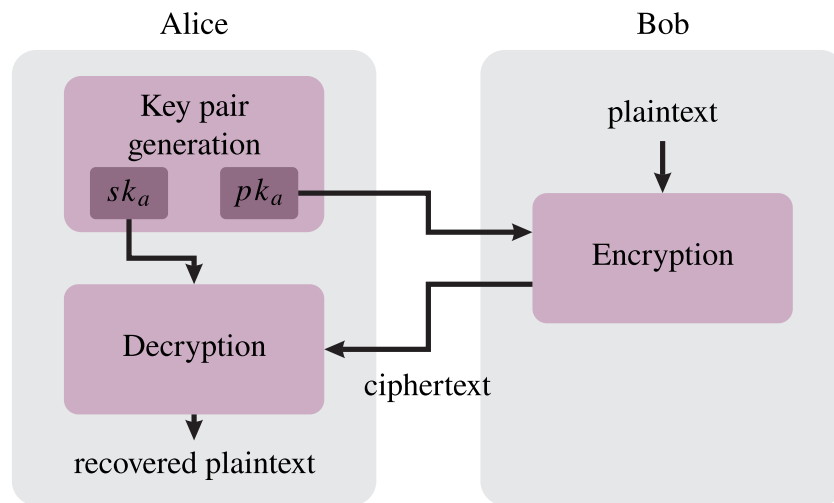 Alice
Bob
Key pair
generation
sk_a
pk_a
plaintext
Encryption
Decryption
ciphertext
recovered plaintext